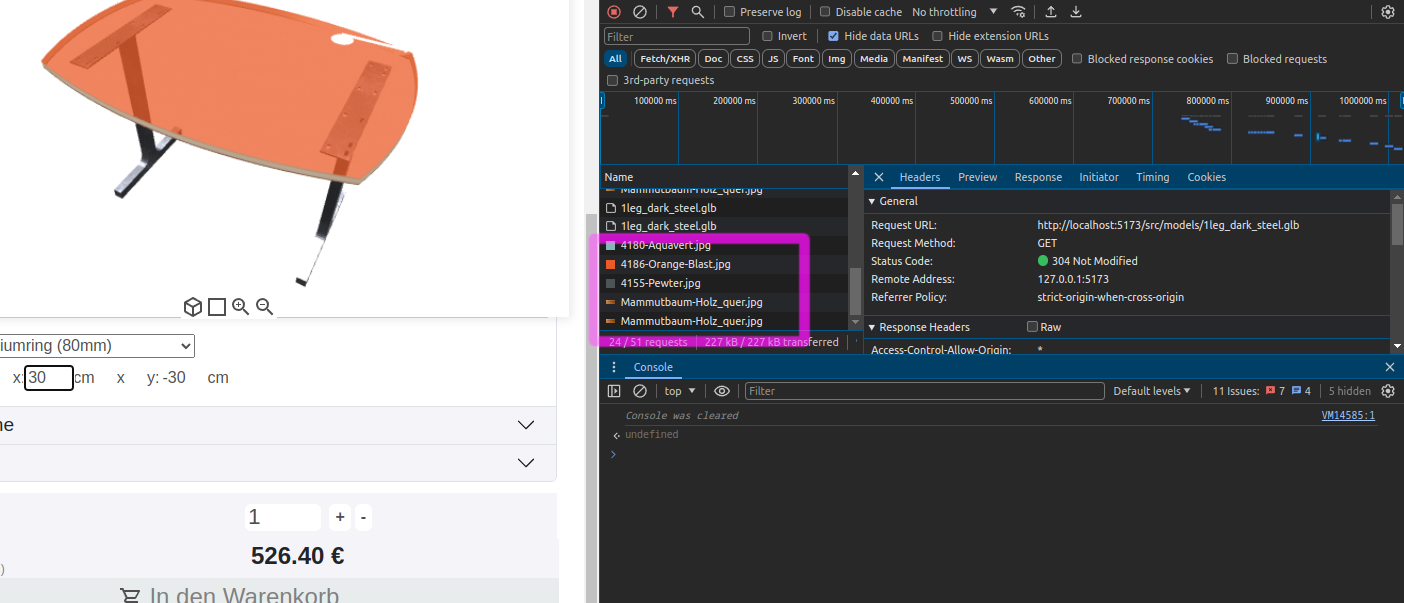 Preserve log Disable cache No throttling
Filter Invert Hide data URLs Hide extension URLs
All Fetch/XHR Doc CSS JS Font Img Media Manifest WS Wasm Other Blocked response cookies Blocked requests
3rd-party requests
100000 ms 200000 ms 300000 ms 400000 ms 500000 ms 600000 ms 700000 ms 800000 ms 900000 ms 1000000 ms
Name
Mammutbaum-Holz_quer.jpg
1leg_dark_steel.glb
1leg_dark_steel.glb
4180-Aquavert.jpg
4186-Orange-Blast.jpg
4155-Pewter.jpg
Mammutbaum-Holz_quer.jpg
Mammutbaum-Holz_quer.jpg
24 / 51 requests 227 kB / 227 kB transferred
Headers Preview Response Initiator Timing Cookies
General
Request URL: http://localhost:5173/src/models/1leg_dark_steel.glb
Request Method: GET
Status Code: 304 Not Modified
Remote Address: 127.0.0.1:5173
Referrer Policy: strict-origin-when-cross-origin
Response Headers Raw
Access-Control-Allow-Origin: *
Console
top Filter Default levels 11 Issues: 7 4 5 hidden
Console was cleared VM14585:1
undefined
iumring (80mm)
x: 30 cm x y: -30 cm
ne
1 + -
526.40 €
)
In den Warenkorb